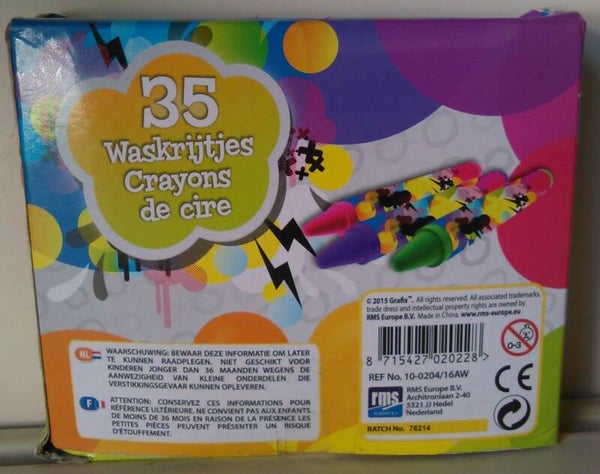 35
Waskrijtjes
Crayons
de cire
NL
WAARSCHUWING: BEWAAR DEZE INFORMATIE OM LATER
TE KUNNEN RAADPLEGEN. NIET GESCHIKT VOOR
KINDEREN JONGER DAN 36 MAANDEN WEGENS DE
AANWEZIGHEID VAN KLEINE ONDERDELEN DIE
VERSTIKKINGSGEVAAR KUNNEN OPLEVEREN.
F
ATTENTION: CONSERVEZ CES INFORMATIONS POUR
RÉFÉRENCE ULTÉRIEURE. NE CONVIENT PAS AUX ENFANTS
DE MOINS DE 36 MOIS EN RAISON DE LA PRÉSENCE LES
PETITES PIÈCES PEUVENT PRÉSENTER UN RISQUE
D'ÉTOUFFEMENT.
© 2015 Grafix™. All rights reserved. All associated trademarks,
trade dress and intellectual property rights are owned by
RMS Europe B.V. Made in China. www.rms-europe.eu
8 715427 020228 >
0-3
REF No. 10-0204/16AW
CE
rms
EUROPE B.V.
RMS Europe B.V.
Architronlaan 2-40
5321 JJ Hedel
Nederland
BATCH No. 76214